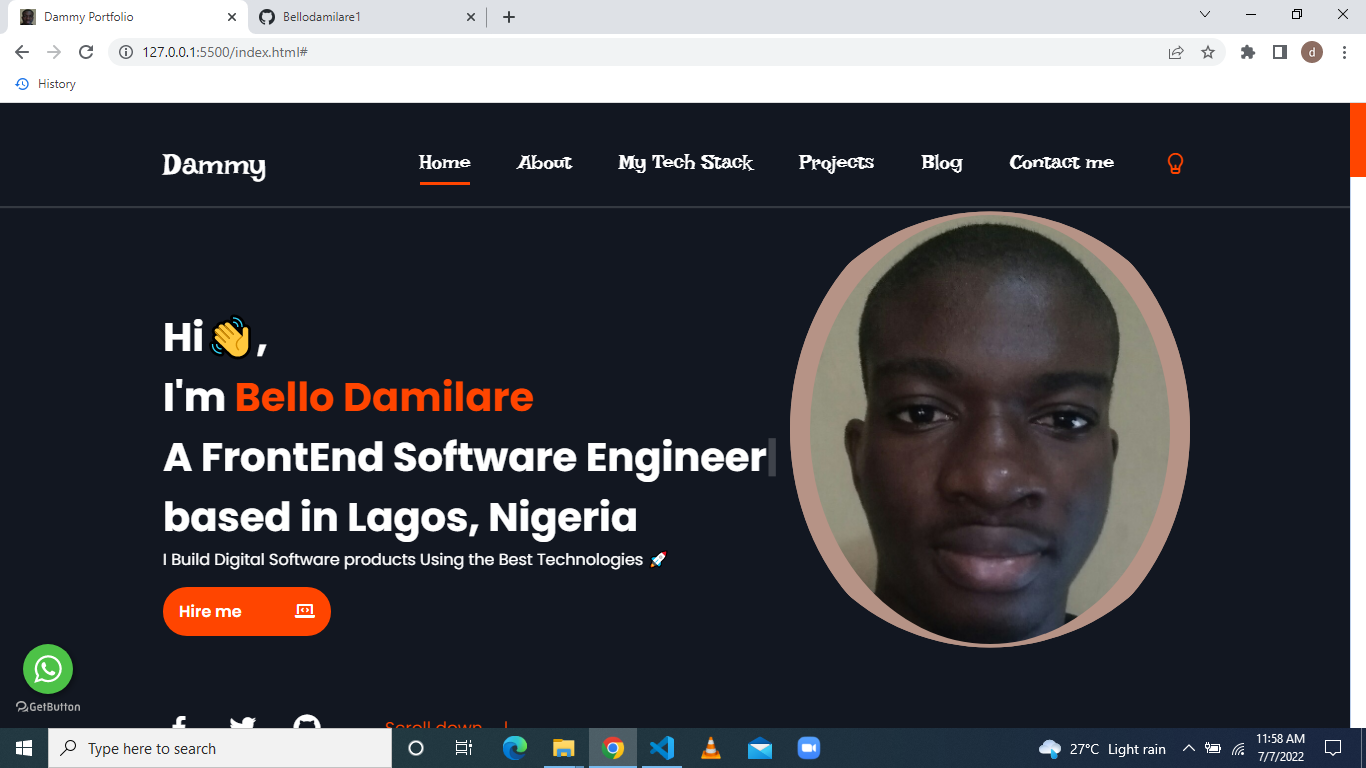 Dammy Portfolio
Bellodamilare1
127.0.0.1:5500/index.html#
d
History
Dammy
Home
About
My Tech Stack
Projects
Blog
Contact me
Hi👋,
I'm Bello Damilare
A FrontEnd Software Engineer
based in Lagos, Nigeria
I Build Digital Software products Using the Best Technologies 🚀
Hire me
GetButton
Scroll down
Type here to search
27°C Light rain
11:58 AM
7/7/2022